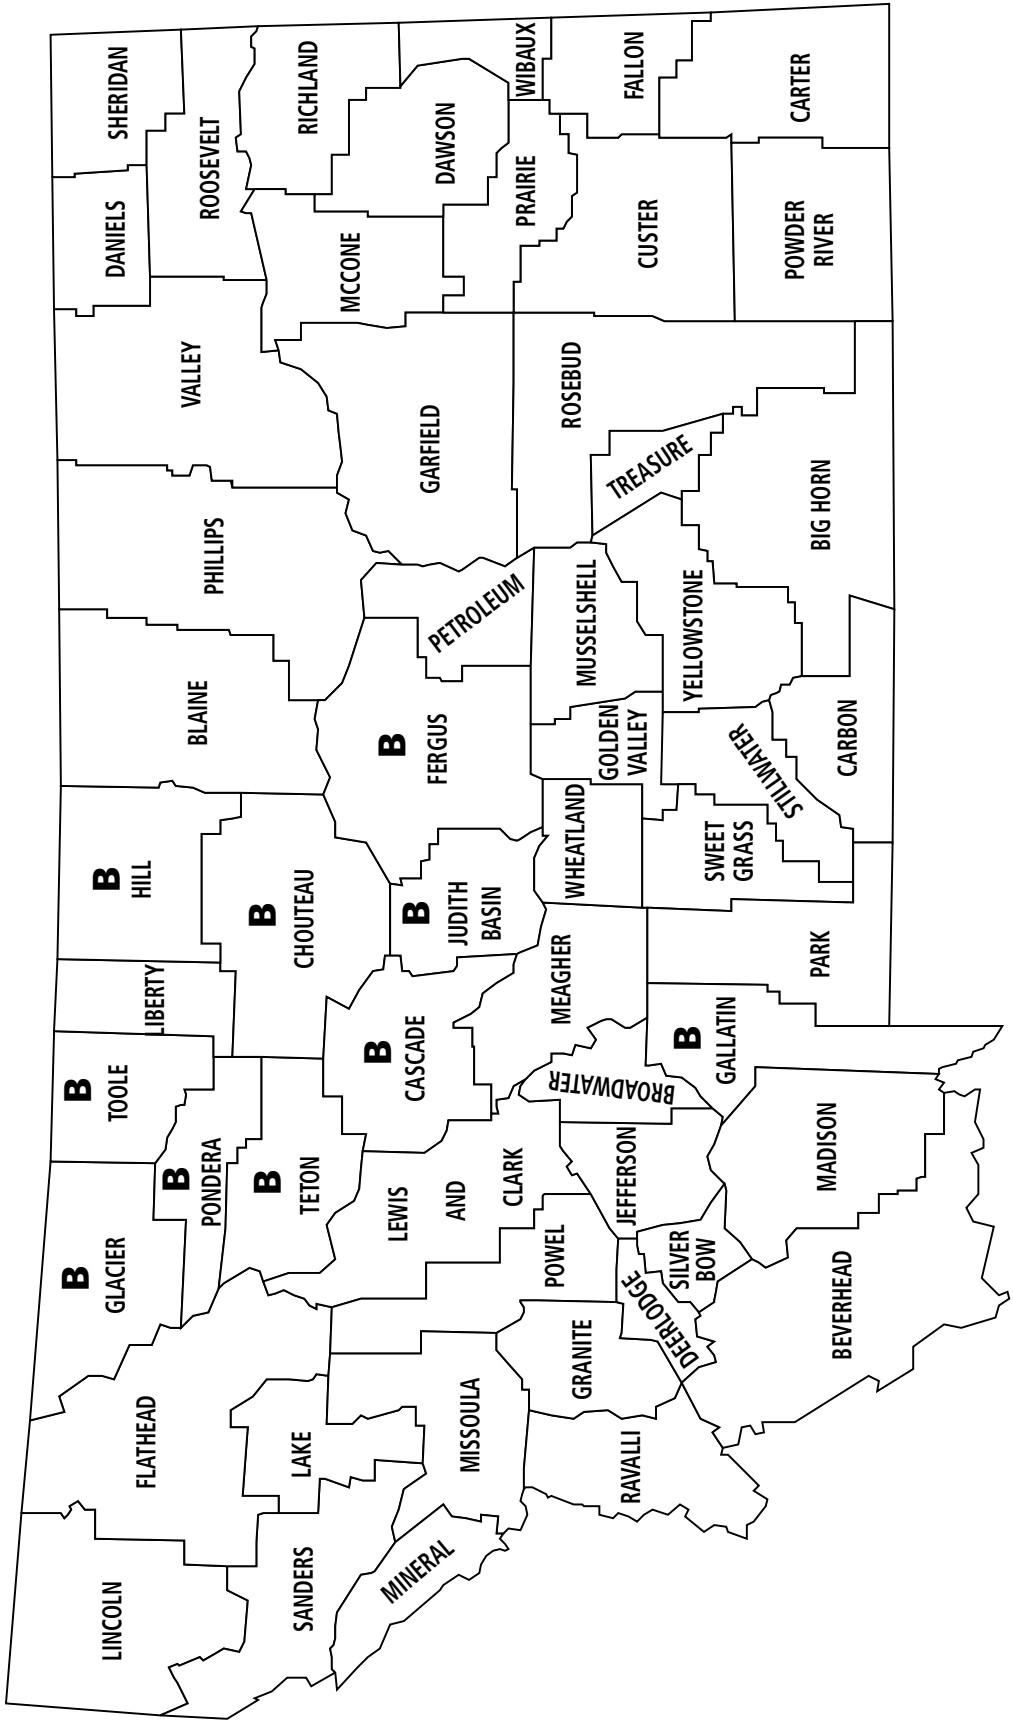 LINCOLN
FLATHEAD
B
GLACIER
B
TOOLE
LIBERTY
B
HILL
BLAINE
PHILLIPS
VALLEY
DANIELS
SHERIDAN
ROOSEVELT
SANDERS
LAKE
B
PONDERA
B
TETON
B
CHOUTEAU
RICHLAND
MCCONE
GARFIELD
DAWSON
MINERAL
MISSOULA
POWEL
LEWIS
AND
CLARK
B
CASCADE
B
JUDITH
BASIN
B
FERGUS
PETROLEUM
PRAIRIE
WIBAUX
RAVALLI
GRANITE
DEERLODGE
SILVER
BOW
JEFFERSON
BROADWATER
MEAGHER
WHEATLAND
GOLDEN
VALLEY
MUSSELSHELL
ROSEBUD
TREASURE
CUSTER
FALLON
BEVERHEAD
MADISON
B
GALLATIN
PARK
SWEET
GRASS
STILLWATER
CARBON
YELLOWSTONE
BIG HORN
POWDER
RIVER
CARTER